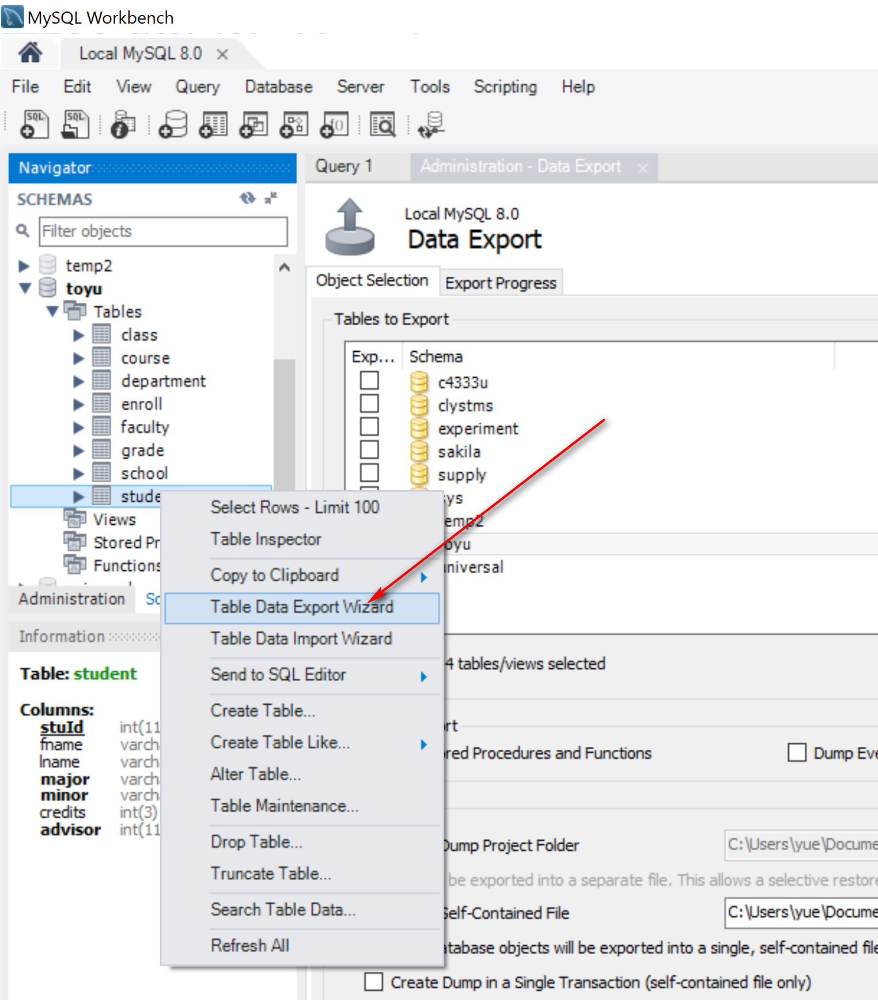 MySQL Workbench
Local MySQL 8.0
File Edit View Query Database Server Tools Scripting Help
SQL SQL
Navigator
SCHEMAS
Filter objects
temp2
toyu
Tables
class
course
department
enroll
faculty
grade
school
stude
Views
Stored Pr
Functions
Administration Sc
Information
Table: student
Columns:
stuId int(11
fname varch
lname varch
major varch
minor varch
credits int(3)
advisor int(11
Select Rows - Limit 100
Table Inspector
Copy to Clipboard
Table Data Export Wizard
Table Data Import Wizard
Send to SQL Editor
Create Table...
Create Table Like...
Alter Table...
Table Maintenance...
Drop Table...
Truncate Table...
Search Table Data...
Refresh All
Query 1 Administration - Data Export
Local MySQL 8.0
Data Export
Object Selection Export Progress
Tables to Export
Exp... Schema
c4333u
clystms
experiment
sakila
supply
sys
emp2
oyu
universal
4 tables/views selected
rt
red Procedures and Functions Dump Eve
Dump Project Folder C:\Users\yue\Docume
be exported into a separate file. This allows a selective restore
Self-Contained File C:\Users\yue\Docume
atabase objects will be exported into a single, self-contained file
Create Dump in a Single Transaction (self-contained file only)